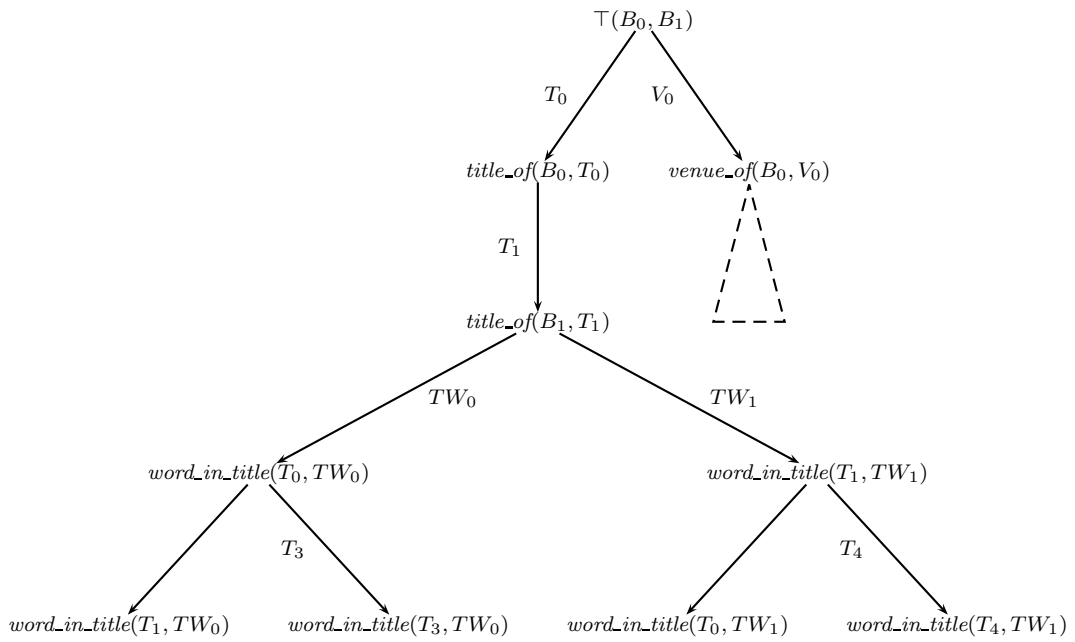 ⊤(B₀, B₁)
T₀ V₀
title_of(B₀, T₀) venue_of(B₀, V₀)
T₁
title_of(B₁, T₁)
TW₀ TW₁
word_in_title(T₀, TW₀) word_in_title(T₁, TW₁)
T₃ T₄
word_in_title(T₁, TW₀) word_in_title(T₃, TW₀) word_in_title(T₀, TW₁) word_in_title(T₄, TW₁)